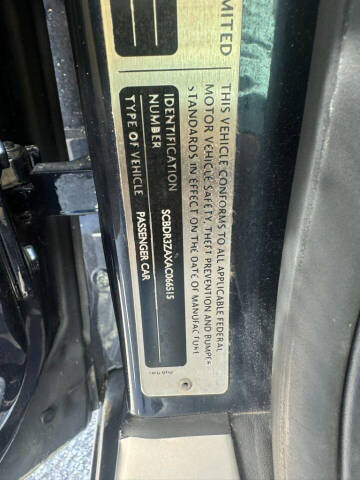 MITED
THIS VEHICLE CONFORMS TO ALL APPLICABLE FEDERAL
MOTOR VEHICLE SAFETY, THEFT PREVENTION AND BUMPER
STANDARDS IN EFFECT ON THE DATE OF MANUFACTURE
IDENTIFICATION
NUMBER SCBDR3ZAXAC066515
TYPE OF VEHICLE PASSENGER CAR